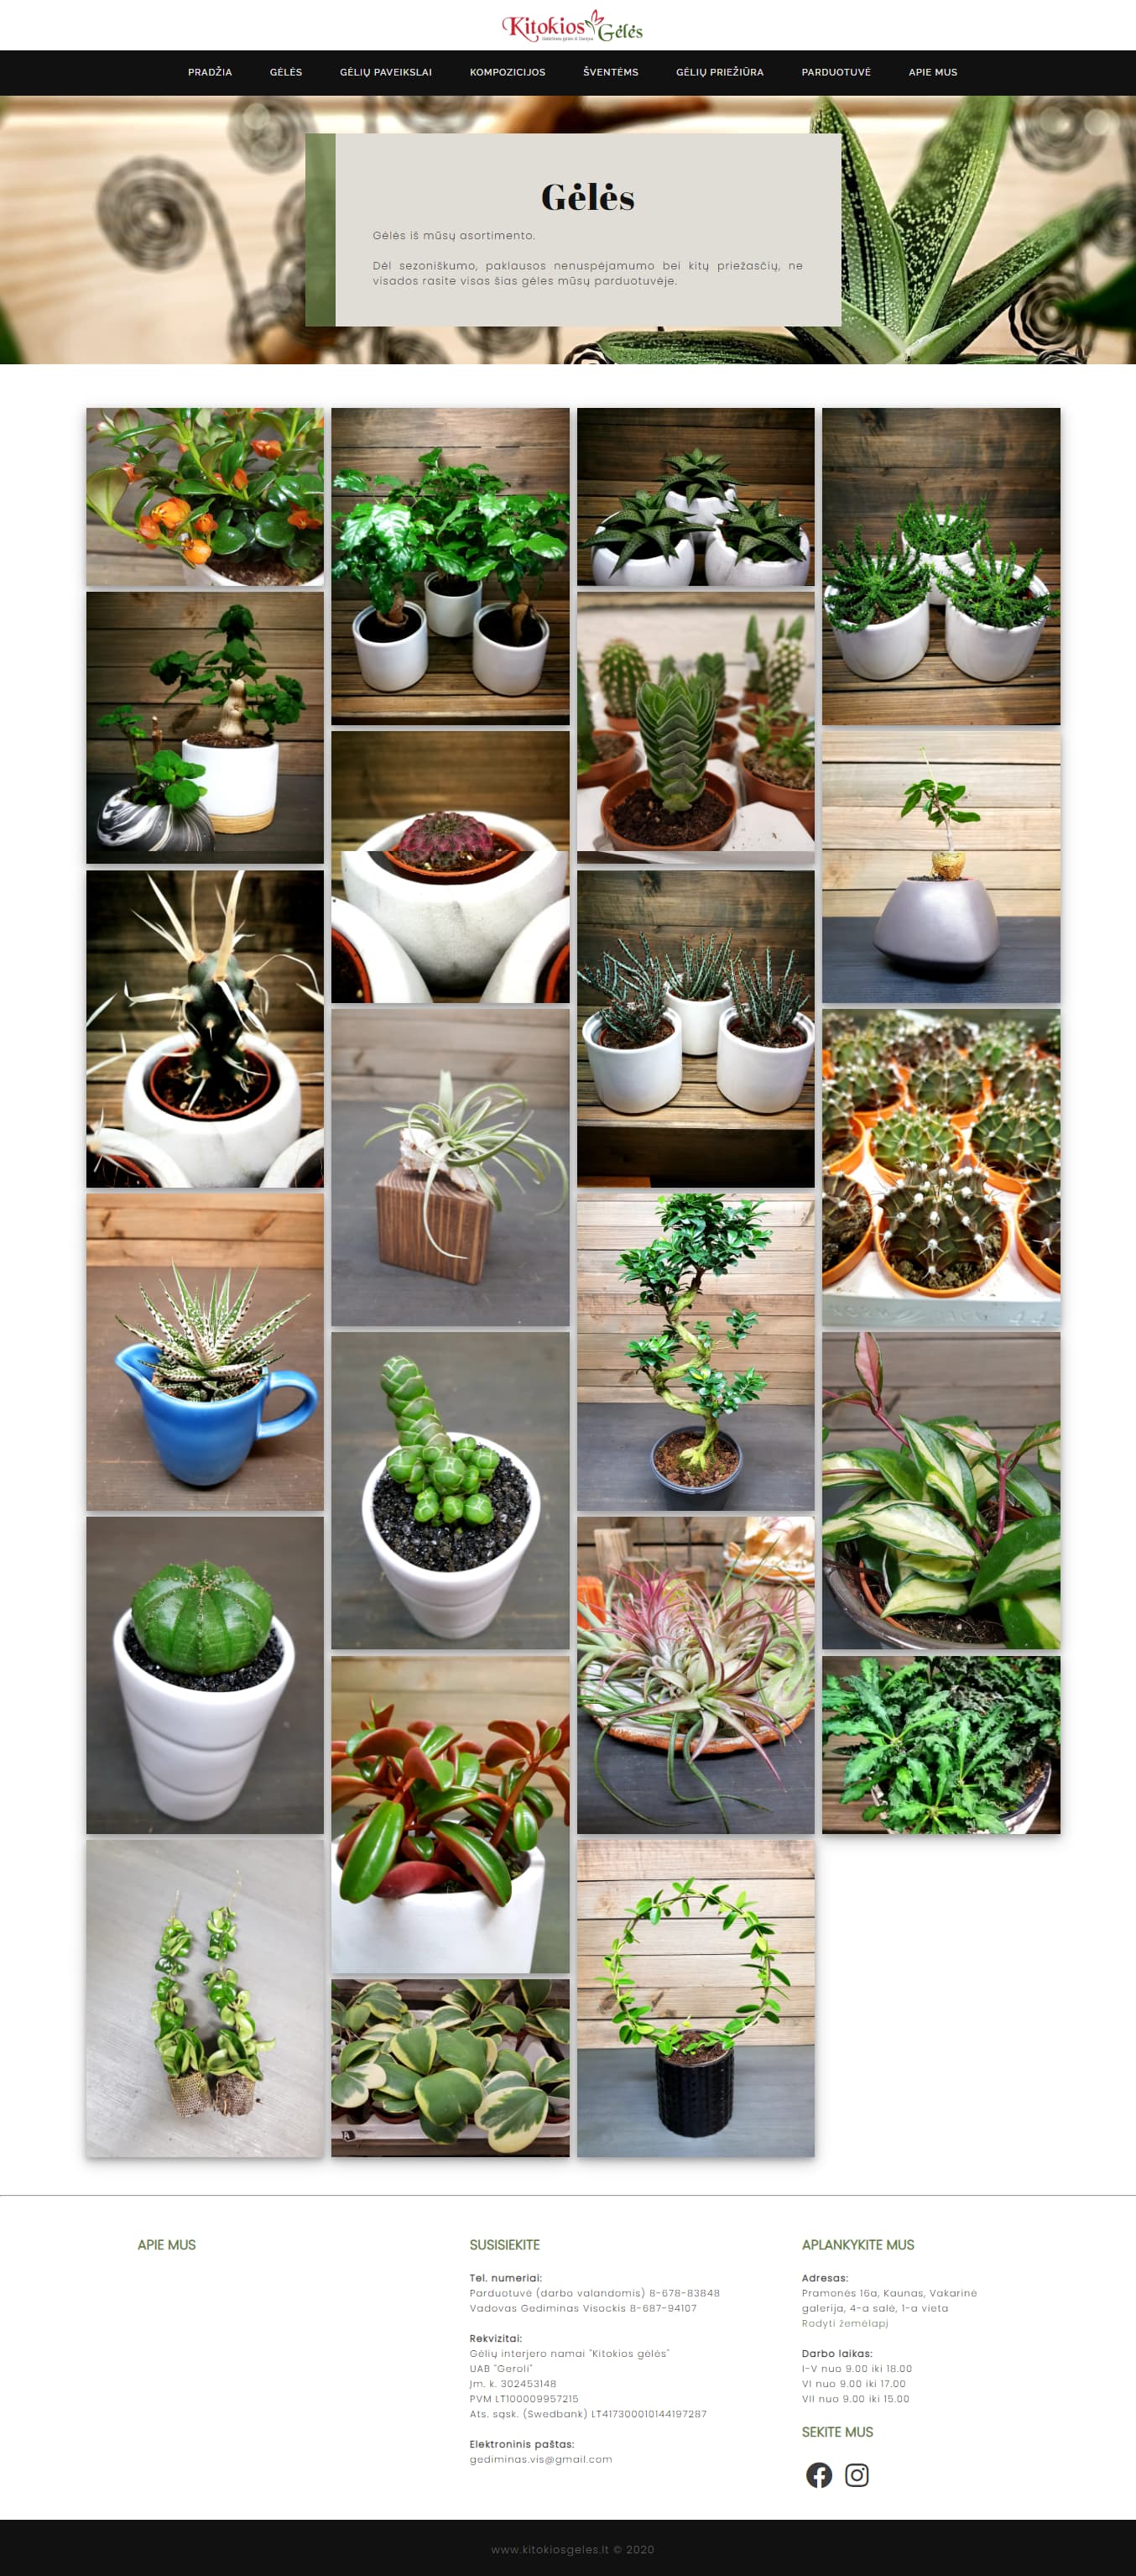 Kitokios Gėlės
PRADŽIA GĖLĖS GĖLIŲ PAVEIKSLAI KOMPOZICIJOS ŠVENTĖMS GĖLIŲ PRIEŽIŪRA PARDUOTUVĖ APIE MUS
Gėlės
Gėlės iš mūsų asortimento.
Dėl sezoniškumo, paklausos nenuspėjamumo bei kitų priežasčių, ne
visados rasite visas šias gėles mūsų parduotuvėje.
APIE MUS
SUSISIEKITE
Tel. numeriai:
Parduotuvė (darbo valandomis) 8-678-83848
Vadovas Gediminas Visockis 8-687-94107
Rekvizitai:
Gėlių interjero namai "Kitokios gėlės"
UAB "Geroli"
Įm. k. 302453148
PVM LT100009957215
Ats. sąsk. (Swedbank) LT417300010144197287
Elektroninis paštas:
gediminas.vis@gmail.com
APLANKYKITE MUS
Adresas:
Pramonės 16a, Kaunas, Vakarinė
galerija, 4-a salė, 1-a vieta
Rodyti žemėlapį
Darbo laikas:
I-V nuo 9.00 iki 18.00
VI nuo 9.00 iki 17.00
VII nuo 9.00 iki 15.00
SEKITE MUS
www.kitokiosgeles.lt © 2020